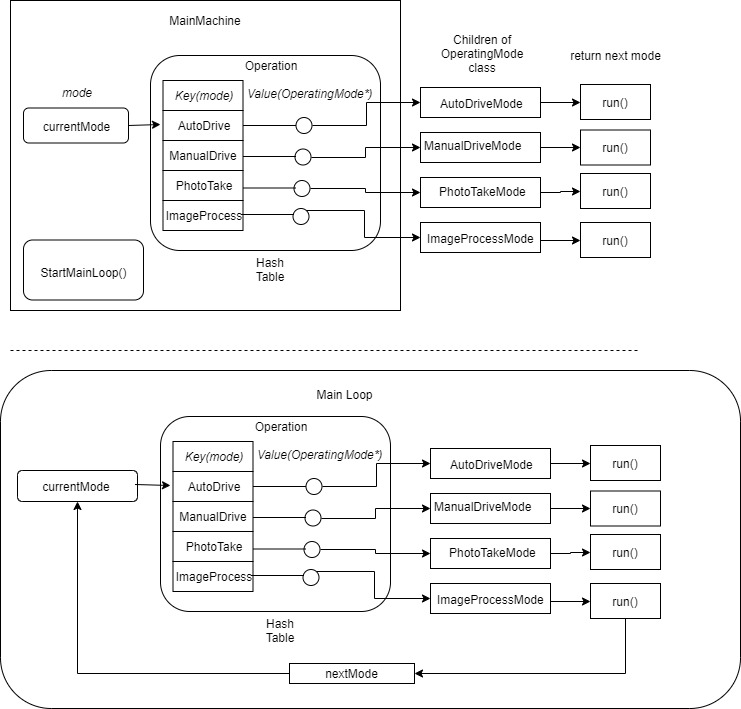 MainMachine
Children of
OperatingMode
class
return next mode
Operation
mode
Key(mode)
Value(OperatingMode*)
currentMode
AutoDrive
AutoDriveMode
run()
ManualDrive
ManualDriveMode
run()
PhotoTake
PhotoTakeMode
run()
ImageProcess
ImageProcessMode
run()
StartMainLoop()
Hash
Table
Main Loop
Operation
Key(mode)
Value(OperatingMode*)
currentMode
AutoDrive
AutoDriveMode
run()
ManualDrive
ManualDriveMode
run()
PhotoTake
PhotoTakeMode
run()
ImageProcess
ImageProcessMode
run()
Hash
Table
nextMode